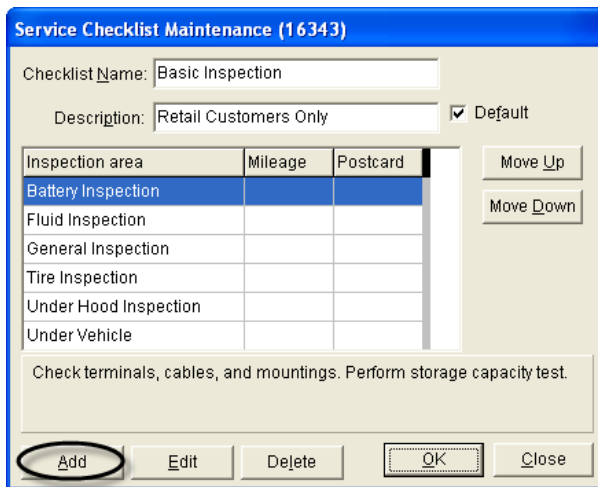 Service Checklist Maintenance (16343)
Checklist Name: Basic Inspection
Description: Retail Customers Only Default
Inspection area Mileage Postcard Move Up
Battery Inspection
Move Down
Fluid Inspection
General Inspection
Tire Inspection
Under Hood Inspection
Under Vehicle
Check terminals, cables, and mountings. Perform storage capacity test.
Add Edit Delete OK Close